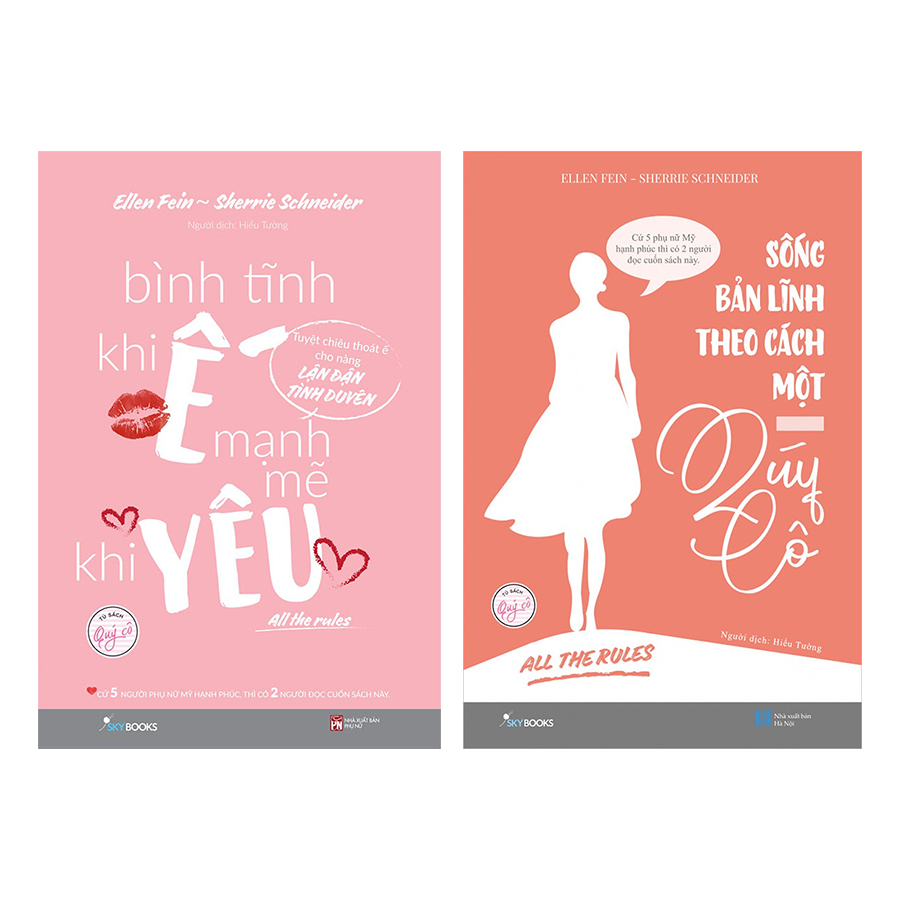 Ellen Fein ~ Sherrie Schneider
Người dịch: Hiếu Tường
bình tĩnh
khi Ế
Tuyệt chiêu thoát ế
cho nàng
LẬN ĐẬN
TÌNH DUYÊN
mạnh
mẽ
khi YÊU
All the rules
TỦ SÁCH
Quý cô
CỨ 5 NGƯỜI PHỤ NỮ MỸ HẠNH PHÚC, THÌ CÓ 2 NGƯỜI ĐỌC CUỐN SÁCH NÀY.
SKYBOOKS
PN
NHÀ XUẤT BẢN
PHỤ NỮ
ELLEN FEIN - SHERRIE SCHNEIDER
Cứ 5 phụ nữ Mỹ
hạnh phúc thì có 2 người
đọc cuốn sách này.
SỐNG
BẢN LĨNH
THEO CÁCH
MỘT
Quý
Cô
TỦ SÁCH
Quý cô
Người dịch: Hiếu Tường
ALL THE RULES
SKYBOOKS
Nhà xuất bản
Hà Nội